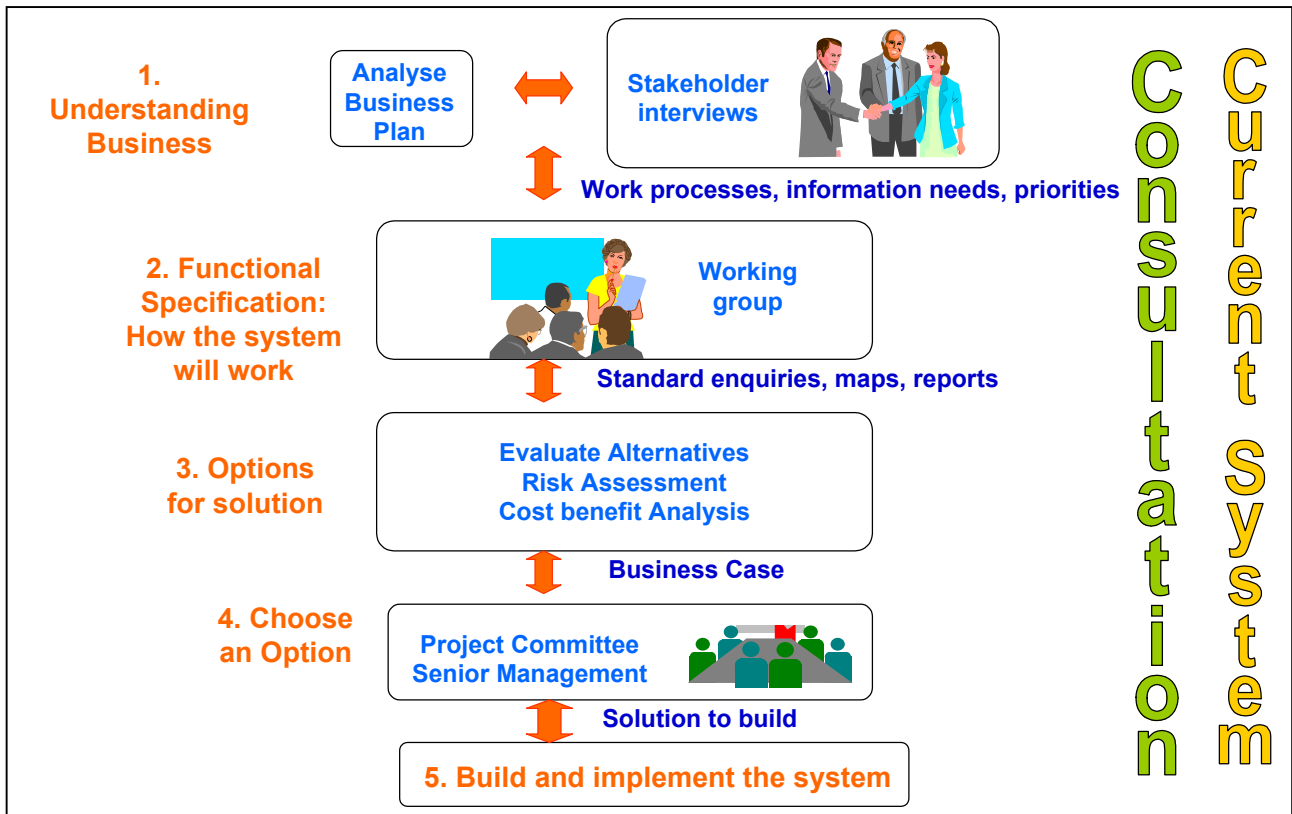 1.
Understanding
Business
Analyse
Business
Plan
Stakeholder
interviews
Work processes, information needs, priorities
2. Functional
Specification:
How the system
will work
Working
group
Standard enquiries, maps, reports
3. Options
for solution
Evaluate Alternatives
Risk Assessment
Cost benefit Analysis
Business Case
4. Choose
an Option
Project Committee
Senior Management
Solution to build
5. Build and implement the system
Consultation
Current System